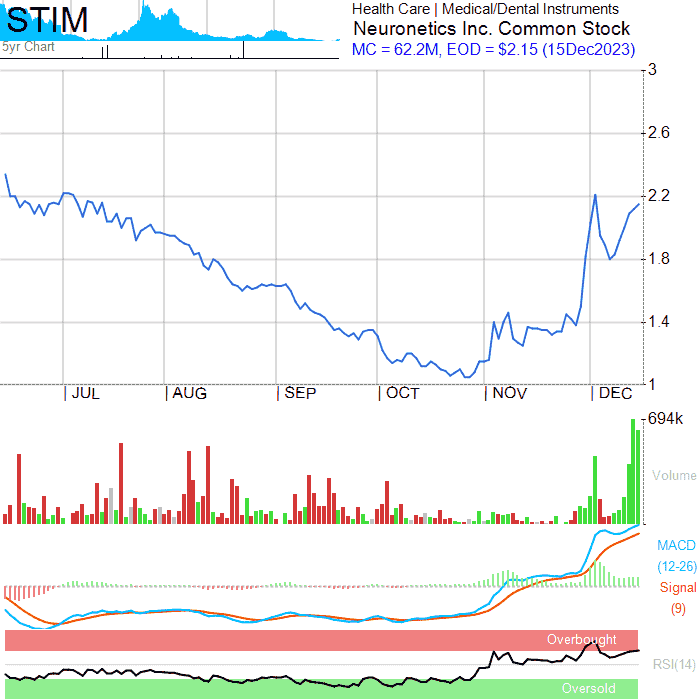 STIM
5yr Chart
Health Care | Medical/Dental Instruments
Neuronetics Inc. Common Stock
MC = 62.2M, EOD = $2.15 (15Dec2023)
3
2.6
2.2
1.8
1.4
1
JUL AUG SEP OCT NOV DEC
694k
Volume
MACD
(12-26)
Signal
(9)
Overbought
RSI(14)
Oversold